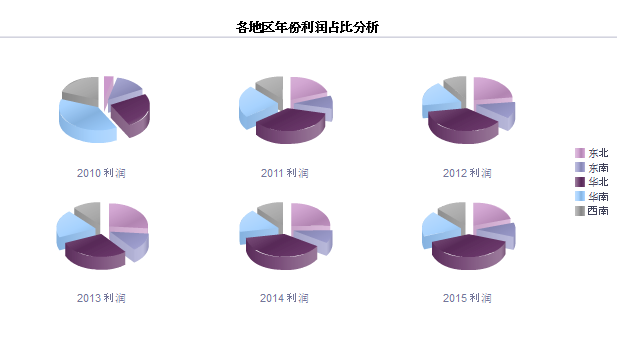 各地区年份利润占比分析
2010 利润
2011 利润
2012 利润
东北
东南
华北
华南
西南
2013 利润
2014 利润
2015 利润